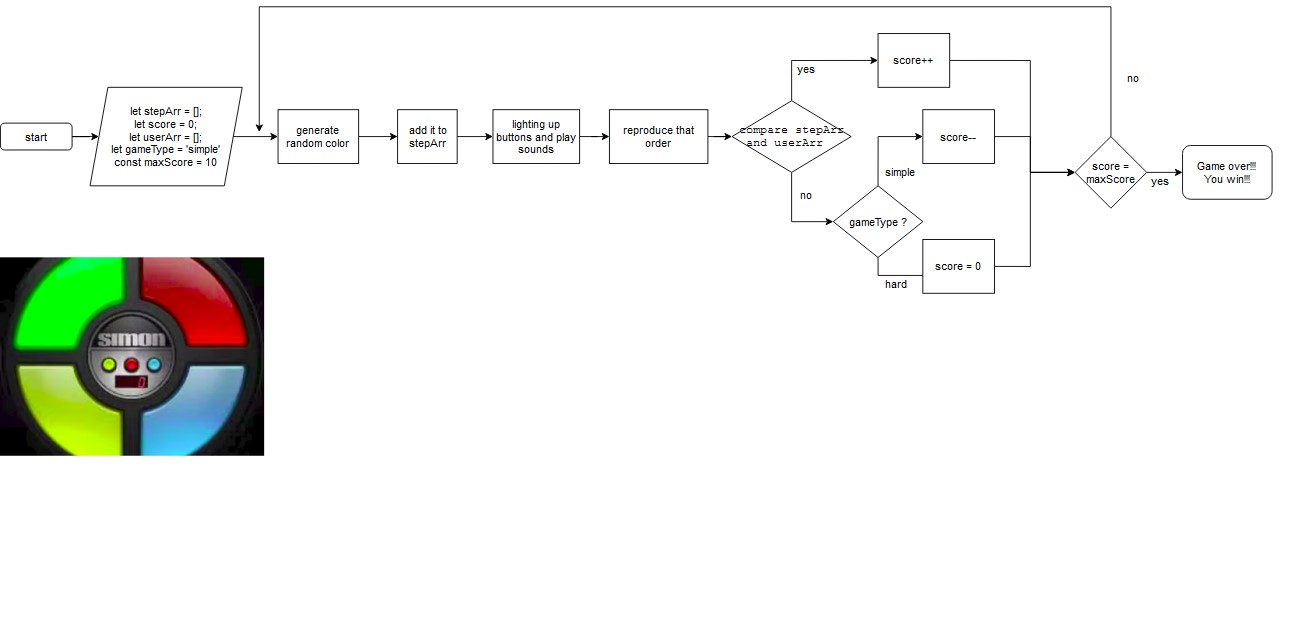 start
let stepArr = [];
let score = 0;
let userArr = [];
let gameType = 'simple'
const maxScore = 10
generate
random color
add it to
stepArr
lighting up
buttons and play
sounds
reproduce that
order
compare stepArr
and userArr
yes
no
score++
score--
simple
gameType ?
hard
score = 0
score =
maxScore
no
yes
Game over!!!
You win!!!
simon
0